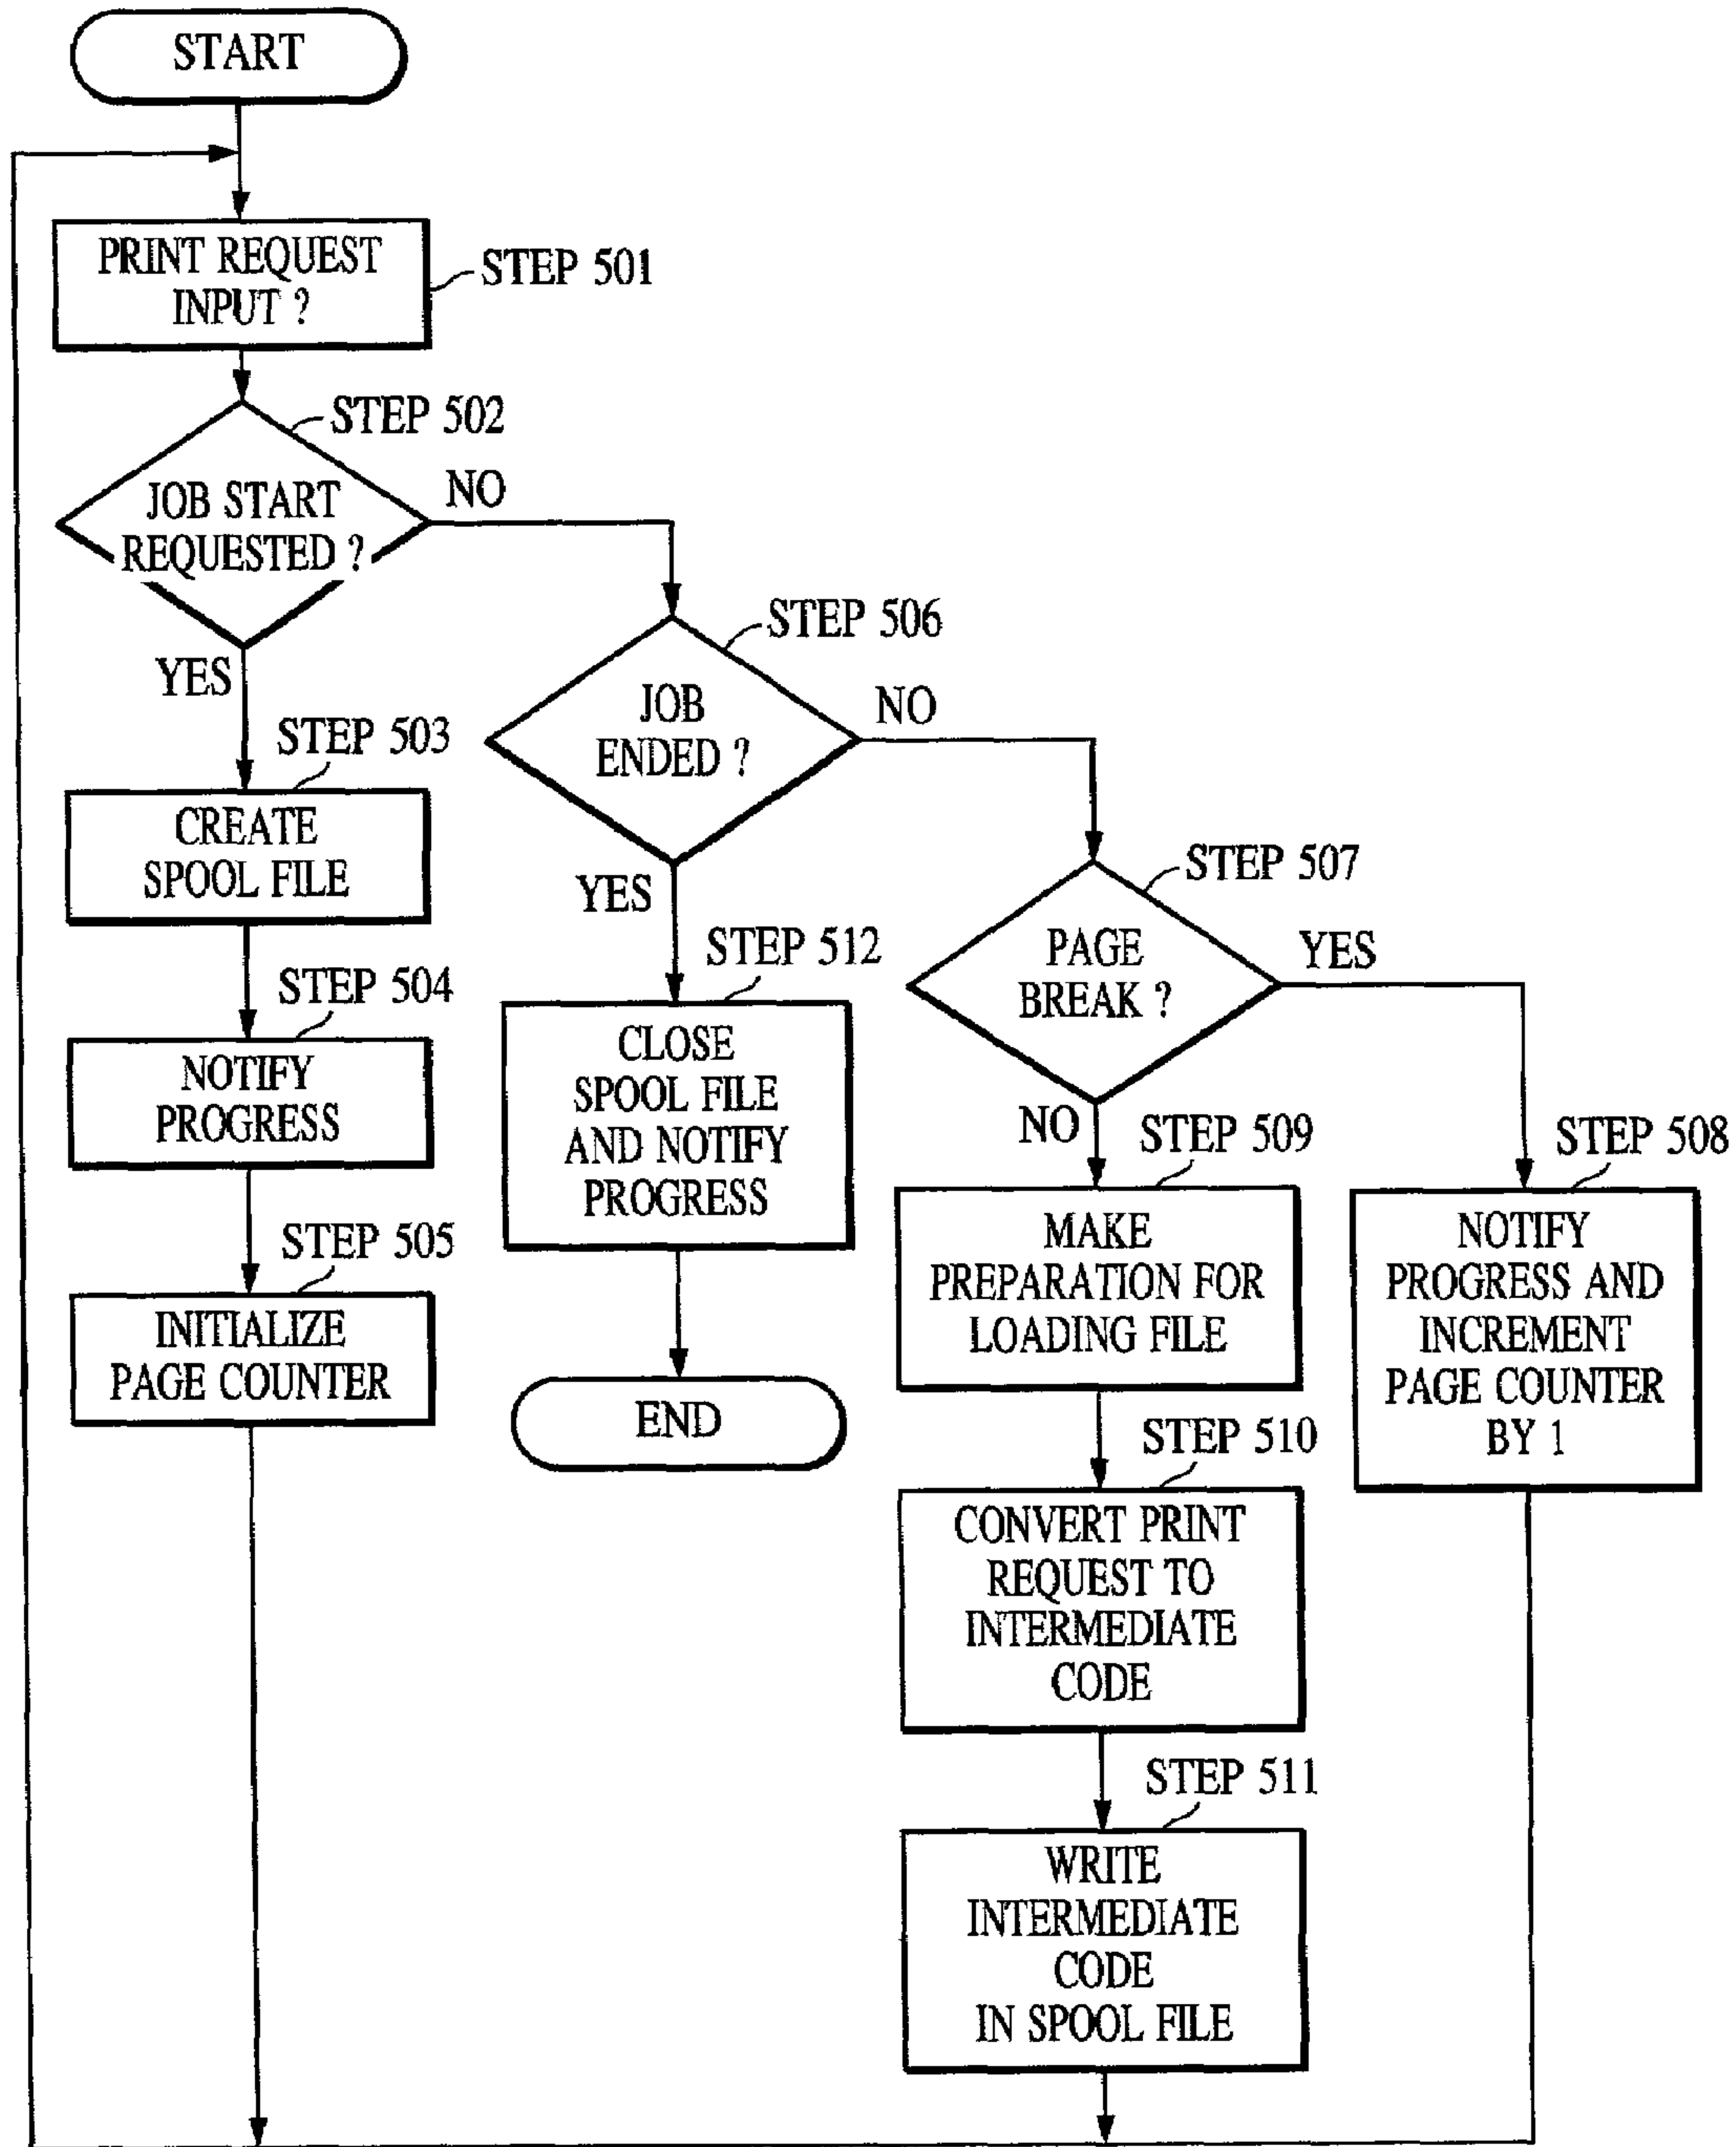 START
PRINT REQUEST
INPUT ?
STEP 501
STEP 502
JOB START
REQUESTED ?
NO
YES
STEP 503
CREATE
SPOOL FILE
STEP 504
NOTIFY
PROGRESS
STEP 505
INITIALIZE
PAGE COUNTER
STEP 506
JOB
ENDED ?
NO
YES
STEP 512
CLOSE
SPOOL FILE
AND NOTIFY
PROGRESS
END
STEP 507
PAGE
BREAK ?
YES
NO
STEP 509
MAKE
PREPARATION FOR
LOADING FILE
STEP 510
CONVERT PRINT
REQUEST TO
INTERMEDIATE
CODE
STEP 511
WRITE
INTERMEDIATE
CODE
IN SPOOL FILE
STEP 508
NOTIFY
PROGRESS AND
INCREMENT
PAGE COUNTER
BY 1